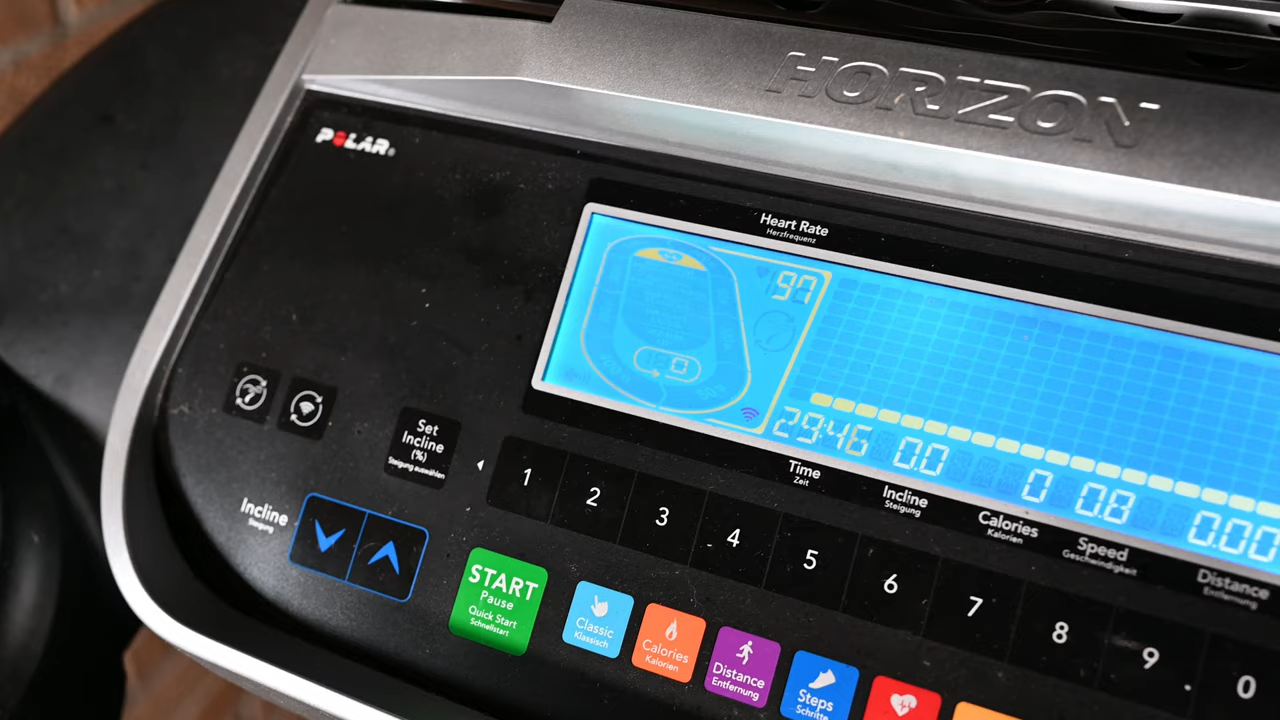 HORIZON
POLAR®
Heart Rate
Herzfrequenz
97
0
29:46
0.0
0
0.8
0.00
Time
Zeit
Incline
Steigung
Calories
Kalorien
Speed
Geschwindigkeit
Distance
Entfernung
Set
Incline
(%)
Steigung auswählen
1
2
3
4
5
6
7
8
9
0
Incline
Steigung
START
Pause
Quick Start
Schnellstart
Classic
Klassisch
Calories
Kalorien
Distance
Entfernung
Steps
Schritte